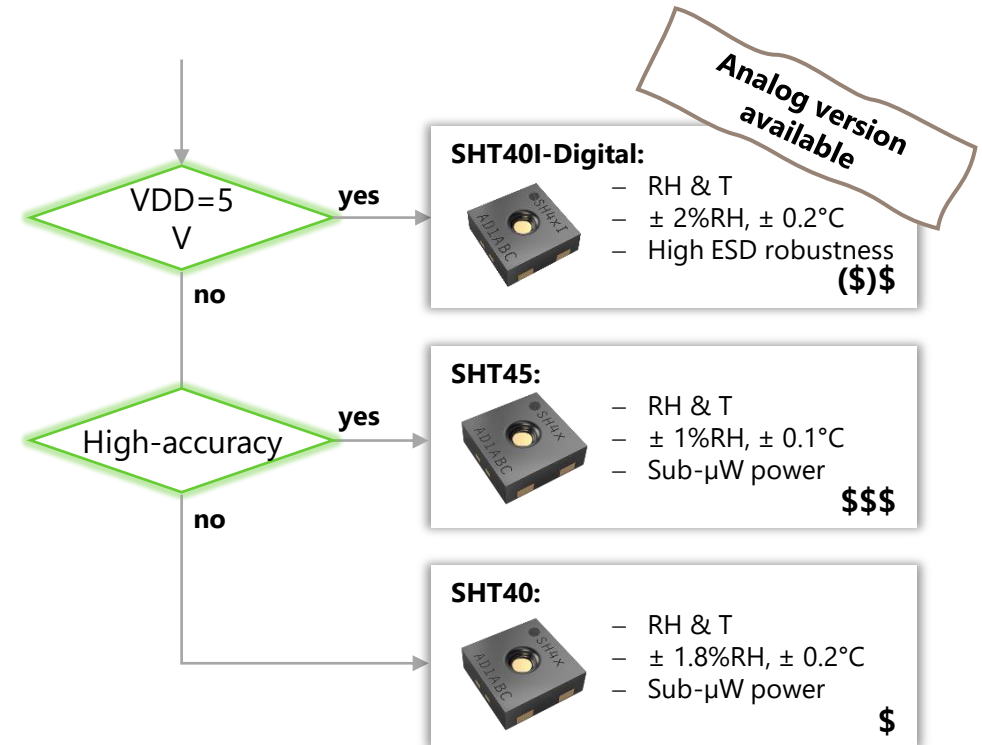 Analog version
available
VDD=5
V
yes
no
SHT40I-Digital:
SH4xI
AD1ABC
– RH & T
– ± 2%RH, ± 0.2°C
– High ESD robustness
($)$
High-accuracy
yes
no
SHT45:
SH4x
AD1ABC
– RH & T
– ± 1%RH, ± 0.1°C
– Sub-µW power
$$$
SHT40:
SH4x
AD1ABC
– RH & T
– ± 1.8%RH, ± 0.2°C
– Sub-µW power
$